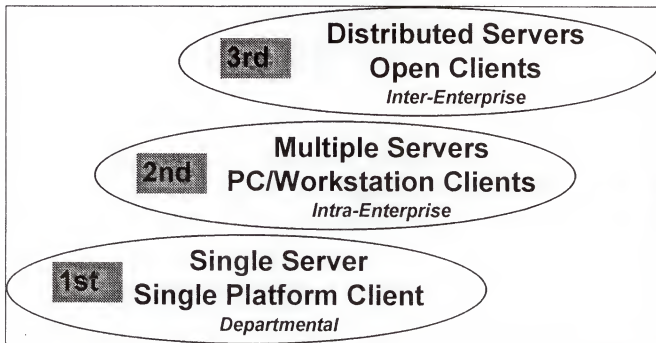 3rd
Distributed Servers
Open Clients
Inter-Enterprise
2nd
Multiple Servers
PC/Workstation Clients
Intra-Enterprise
1st
Single Server
Single Platform Client
Departmental